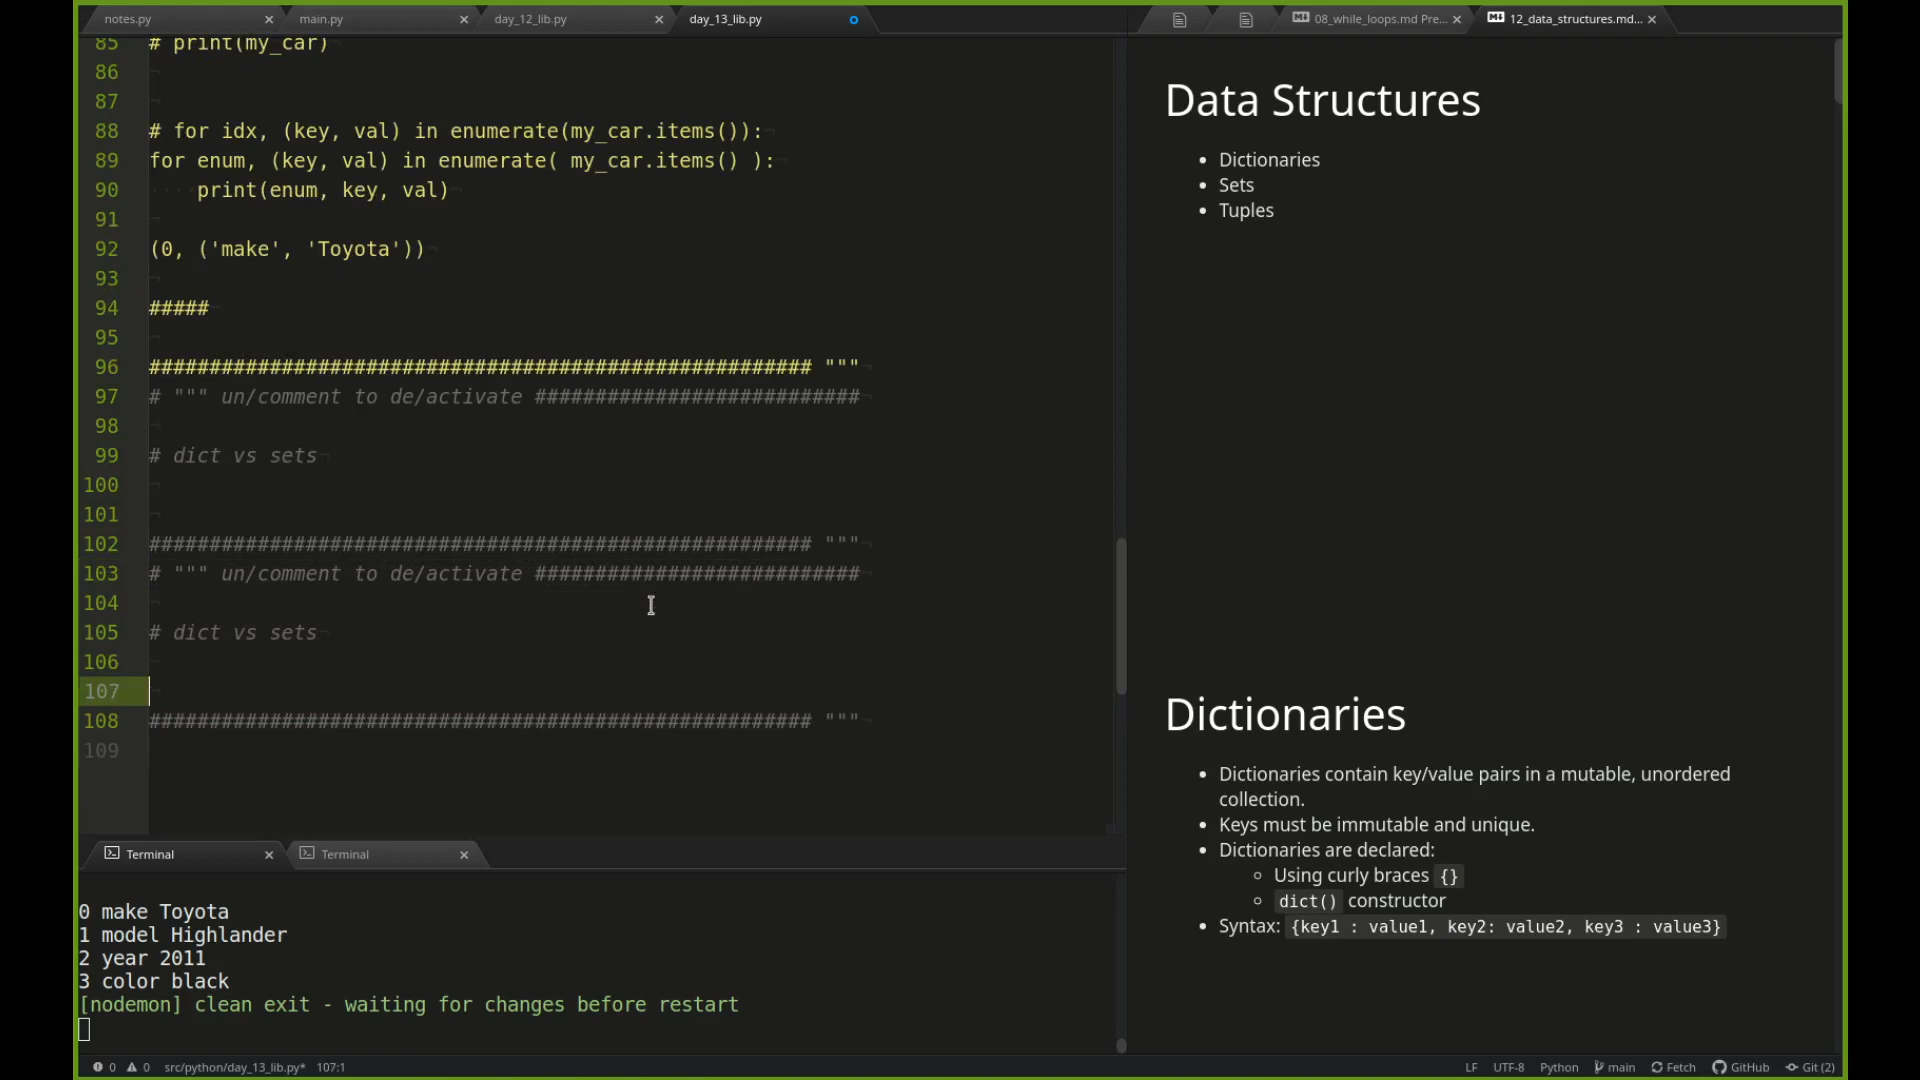 notes.py
main.py
day_12_lib.py
day_13_lib.py
08_while_loops.md Pre...
12_data_structures.md...
85 # print(my_car)
86
87
88 # for idx, (key, val) in enumerate(my_car.items()):
89 for enum, (key, val) in enumerate( my_car.items() ):
90 print(enum, key, val)
91
92 (0, ('make', 'Toyota'))
93
94 #####
95
96 ####################################################### """
97 # """ un/comment to de/activate ###########################
98
99 # dict vs sets
100
101
102 ####################################################### """
103 # """ un/comment to de/activate ###########################
104
105 # dict vs sets
106
107
108 ####################################################### """
109
Terminal
Terminal
0 make Toyota
1 model Highlander
2 year 2011
3 color black
[nodemon] clean exit - waiting for changes before restart
Data Structures
Dictionaries
Sets
Tuples
Dictionaries
Dictionaries contain key/value pairs in a mutable, unordered
collection.
Keys must be immutable and unique.
Dictionaries are declared:
Using curly braces {}
dict() constructor
Syntax: {key1 : value1, key2: value2, key3 : value3}
0 0 src/python/day_13_lib.py* 107:1
LF UTF-8 Python main Fetch GitHub Git (2)